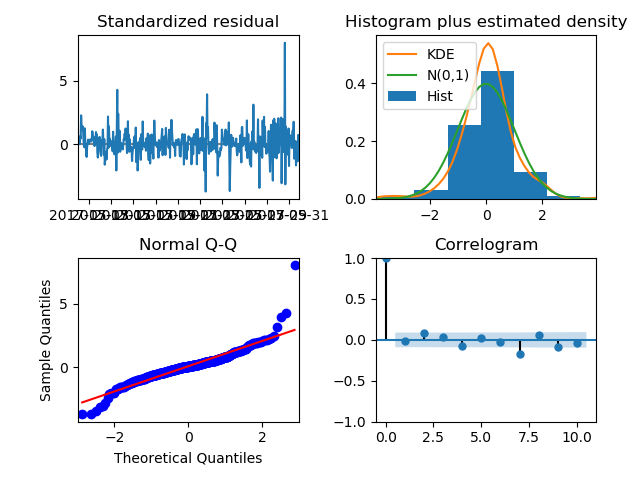 Standardized residual
5
0
Histogram plus estimated density
KDE
N(0,1)
Hist
0.4
0.2
0.0
−2
0
2
Normal Q-Q
Sample Quantiles
5
0
−2
0
2
Theoretical Quantiles
Correlogram
1.0
0.5
0.0
−0.5
−1.0
0.0
2.5
5.0
7.5
10.0